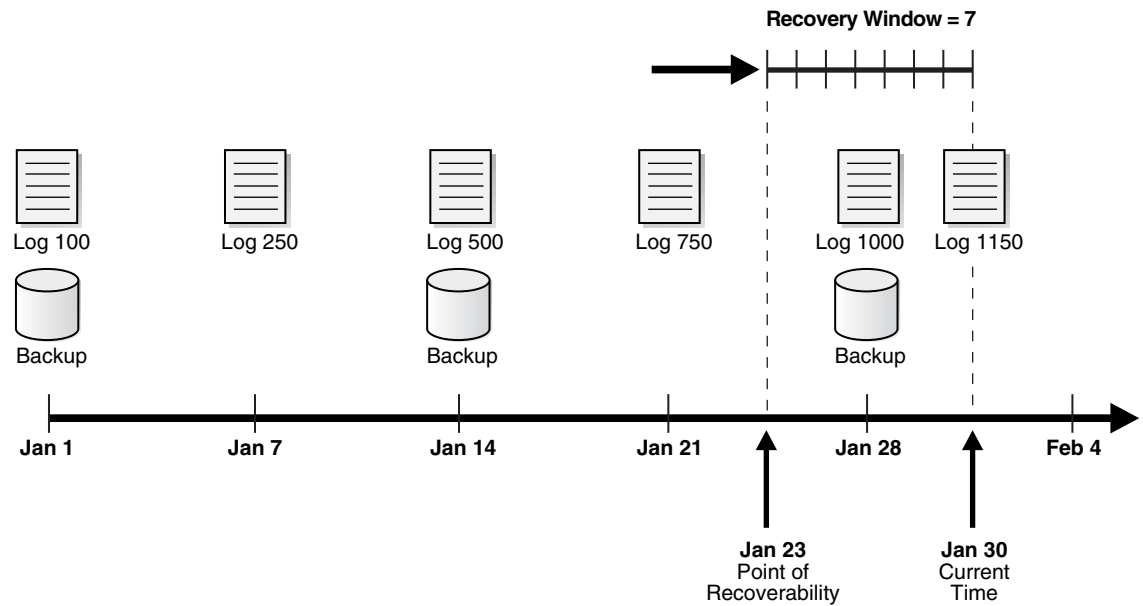 Recovery Window = 7
Log 100
Log 250
Log 500
Log 750
Log 1000
Log 1150
Backup
Backup
Backup
Jan 1
Jan 7
Jan 14
Jan 21
Jan 28
Feb 4
Jan 23
Point of
Recoverability
Jan 30
Current
Time